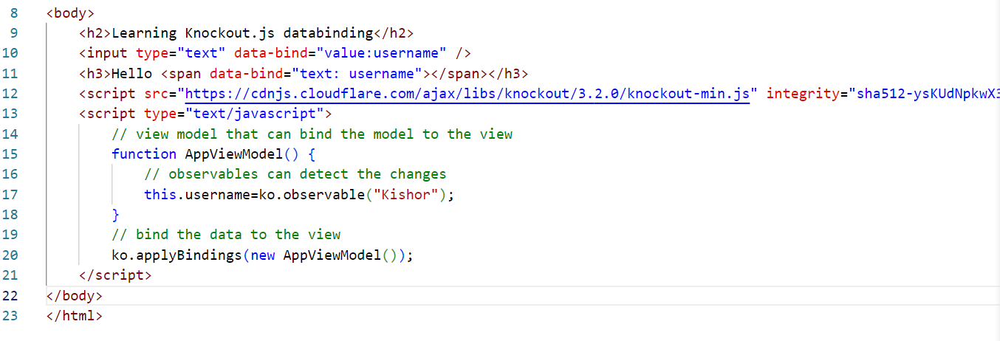 8 <body>
9 <h2>Learning Knockout.js databinding</h2>
10 <input type="text" data-bind="value:username" />
11 <h3>Hello <span data-bind="text: username"></span></h3>
12 <script src="https://cdnjs.cloudflare.com/ajax/libs/knockout/3.2.0/knockout-min.js" integrity="sha512-ysKUdNpkwX3
13 <script type="text/javascript">
14 // view model that can bind the model to the view
15 function AppViewModel() {
16 // observables can detect the changes
17 this.username=ko.observable("Kishor");
18 }
19 // bind the data to the view
20 ko.applyBindings(new AppViewModel());
21 </script>
22 </body>
23 </html>